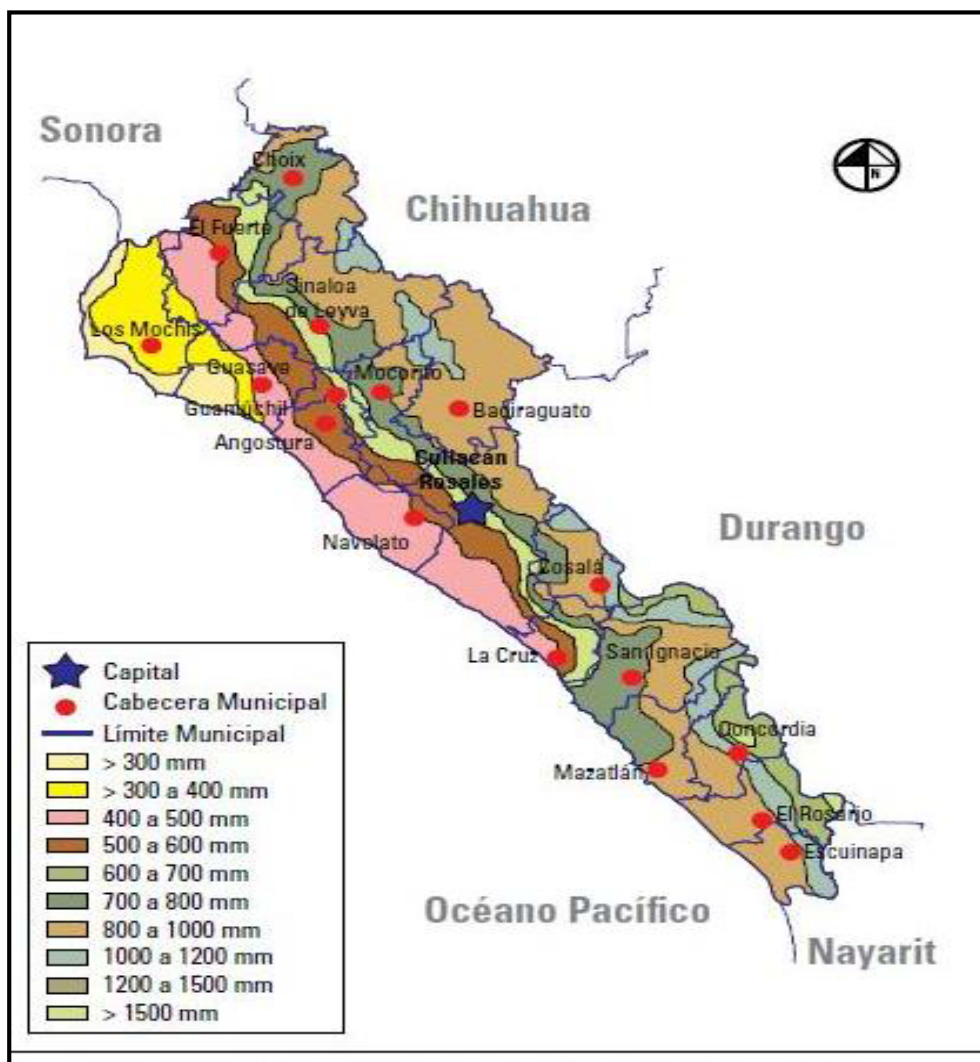 Sonora
Choix
Chihuahua
El Fuerte
Sinaloa
de Leyva
Los Mochis
Guasave
Mocorito
Guamúchil
Badiraguato
Angostura
Culiacán
Rosales
Durango
Navolato
Cosalá
La Cruz
San Ignacio
Concordia
Mazatlán
El Rosario
Escuinapa
Océano Pacífico
Nayarit
N
Capital
Cabecera Municipal
Límite Municipal
> 300 mm
> 300 a 400 mm
400 a 500 mm
500 a 600 mm
600 a 700 mm
700 a 800 mm
800 a 1000 mm
1000 a 1200 mm
1200 a 1500 mm
> 1500 mm